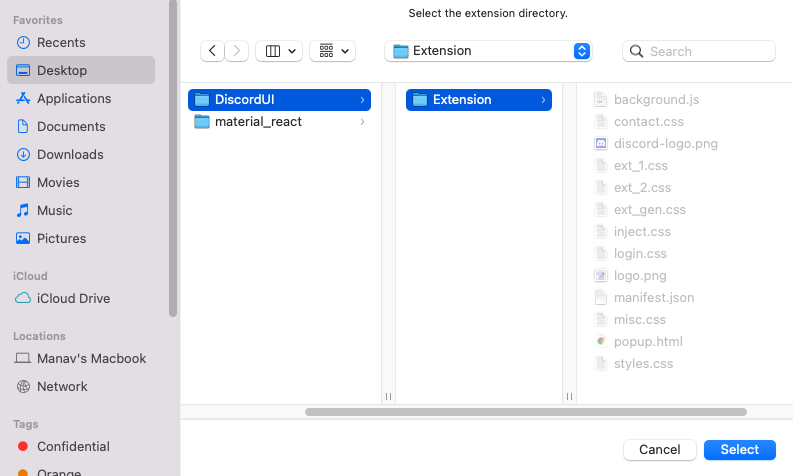 Select the extension directory.
Favorites
Recents
Desktop
Applications
Documents
Downloads
Movies
Music
Pictures
iCloud
iCloud Drive
Locations
Manav's Macbook
Network
Tags
Confidential
Orange
Extension
Search
DiscordUI
material_react
Extension
background.js
contact.css
discord-logo.png
ext_1.css
ext_2.css
ext_gen.css
inject.css
login.css
logo.png
manifest.json
misc.css
popup.html
styles.css
Cancel
Select